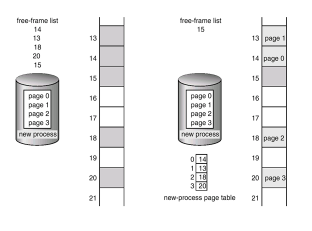 free-frame list
14
13
18
20
15
page 0
page 1
page 2
page 3
new process
13
14
15
16
17
18
19
20
21
free-frame list
15
page 0
page 1
page 2
page 3
new process
0 14
1 13
2 18
3 20
new-process page table
13 page 1
14 page 0
15
16
17
18 page 2
19
20 page 3
21